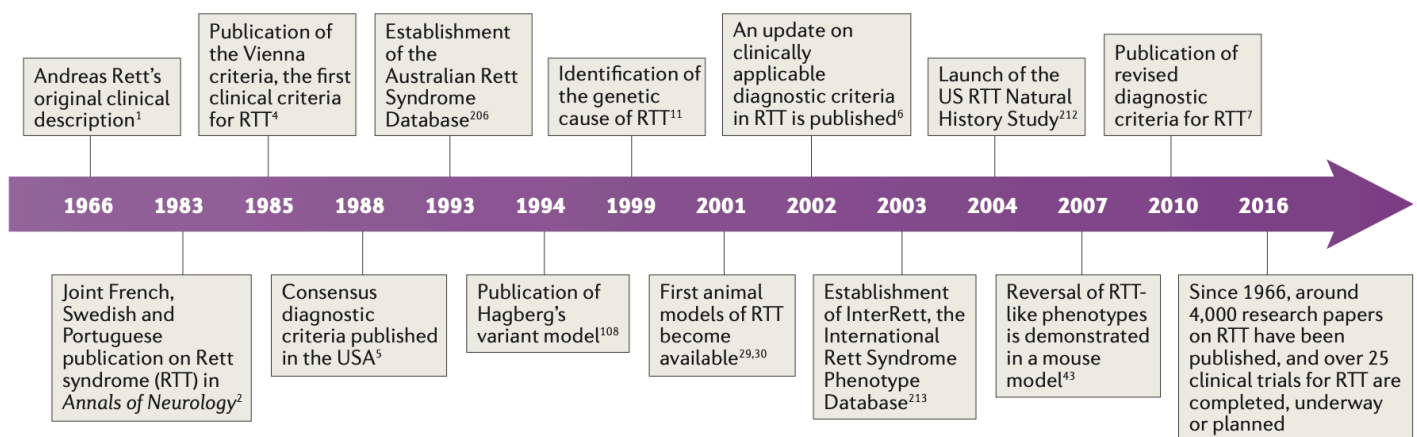 Andreas Rett’s
original clinical
description¹
Publication of
the Vienna
criteria, the first
clinical criteria
for RTT⁴
Establishment
of the
Australian Rett
Syndrome
Database²⁰⁶
Identification of
the genetic
cause of RTT¹¹
An update on
clinically
applicable
diagnostic criteria
in RTT is published⁶
Launch of the
US RTT Natural
History Study²¹²
Publication of
revised
diagnostic
criteria for RTT⁷
1966 1983 1985 1988 1993 1994 1999 2001 2002 2003 2004 2007 2010 2016
Joint French,
Swedish and
Portuguese
publication on Rett
syndrome (RTT) in
Annals of Neurology²
Consensus
diagnostic
criteria published
in the USA⁵
Publication of
Hagberg’s
variant model¹⁰⁸
First animal
models of RTT
become
available²⁹,³⁰
Establishment
of InterRett, the
International
Rett Syndrome
Phenotype
Database²¹³
Reversal of RTT-
like phenotypes
is demonstrated
in a mouse
model⁴³
Since 1966, around
4,000 research papers
on RTT have been
published, and over 25
clinical trials for RTT are
completed, underway
or planned